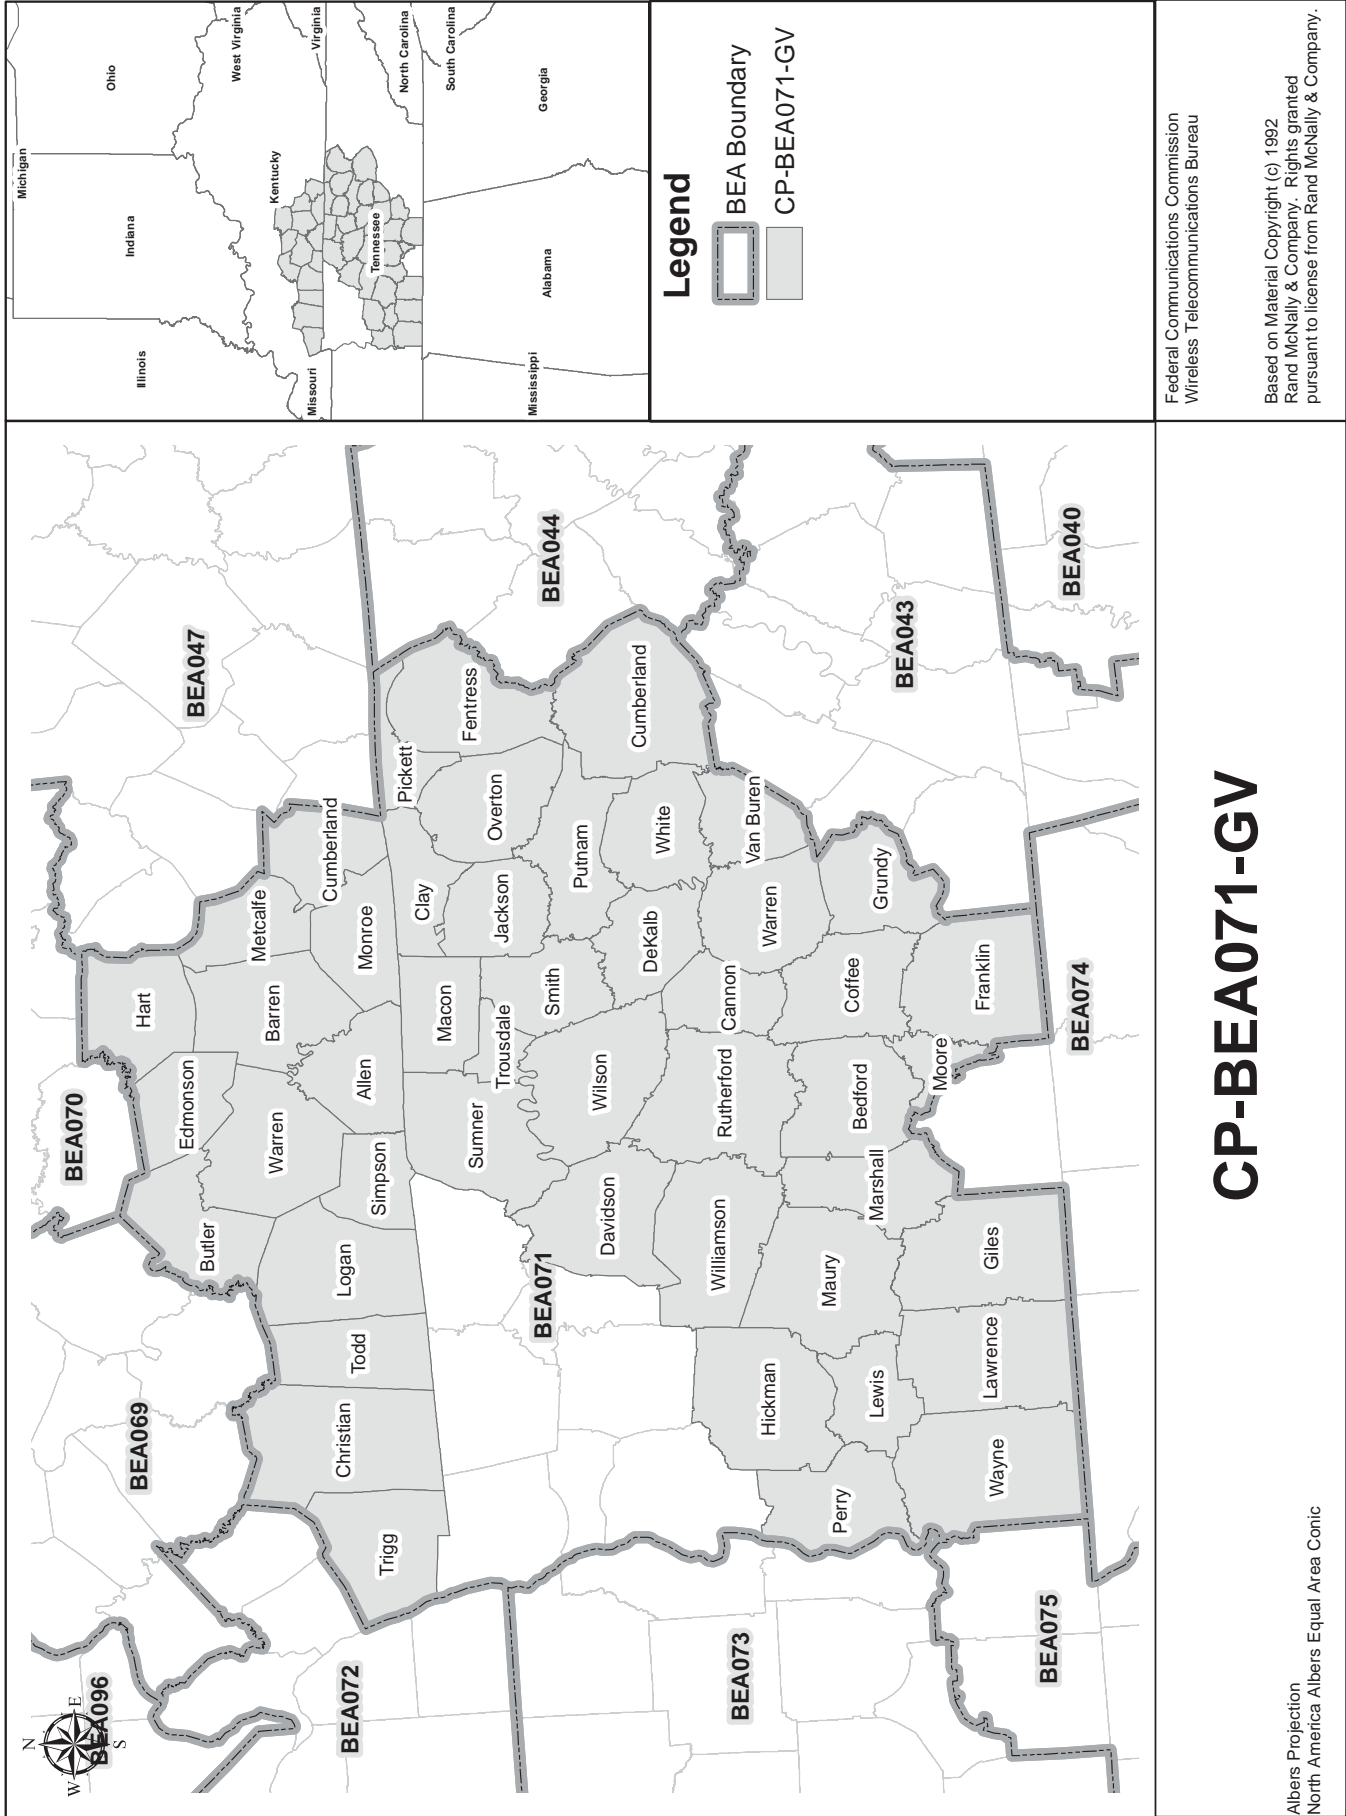 BEA096
BEA072
BEA069
BEA070
BEA047
BEA073
BEA071
BEA044
BEA075
BEA074
BEA043
BEA040
Hart
Edmonson
Butler
Metcalfe
Barren
Warren
Cumberland
Monroe
Allen
Simpson
Logan
Todd
Christian
Trigg
Pickett
Clay
Macon
Fentress
Overton
Jackson
Trousdale
Sumner
Smith
Putnam
Wilson
Davidson
Cumberland
White
DeKalb
Van Buren
Warren
Cannon
Rutherford
Williamson
Hickman
Grundy
Coffee
Bedford
Marshall
Maury
Lewis
Perry
Franklin
Moore
Giles
Lawrence
Wayne
N
W
E
S
Michigan
Ohio
Indiana
Illinois
West Virginia
Virginia
Kentucky
Missouri
Tennessee
North Carolina
South Carolina
Georgia
Alabama
Mississippi
Legend
BEA Boundary
CP-BEA071-GV
CP-BEA071-GV
Albers Projection
North America Albers Equal Area Conic
Federal Communications Commission
Wireless Telecommunications Bureau
Based on Material Copyright (c) 1992
Rand McNally & Company. Rights granted
pursuant to license from Rand McNally & Company.